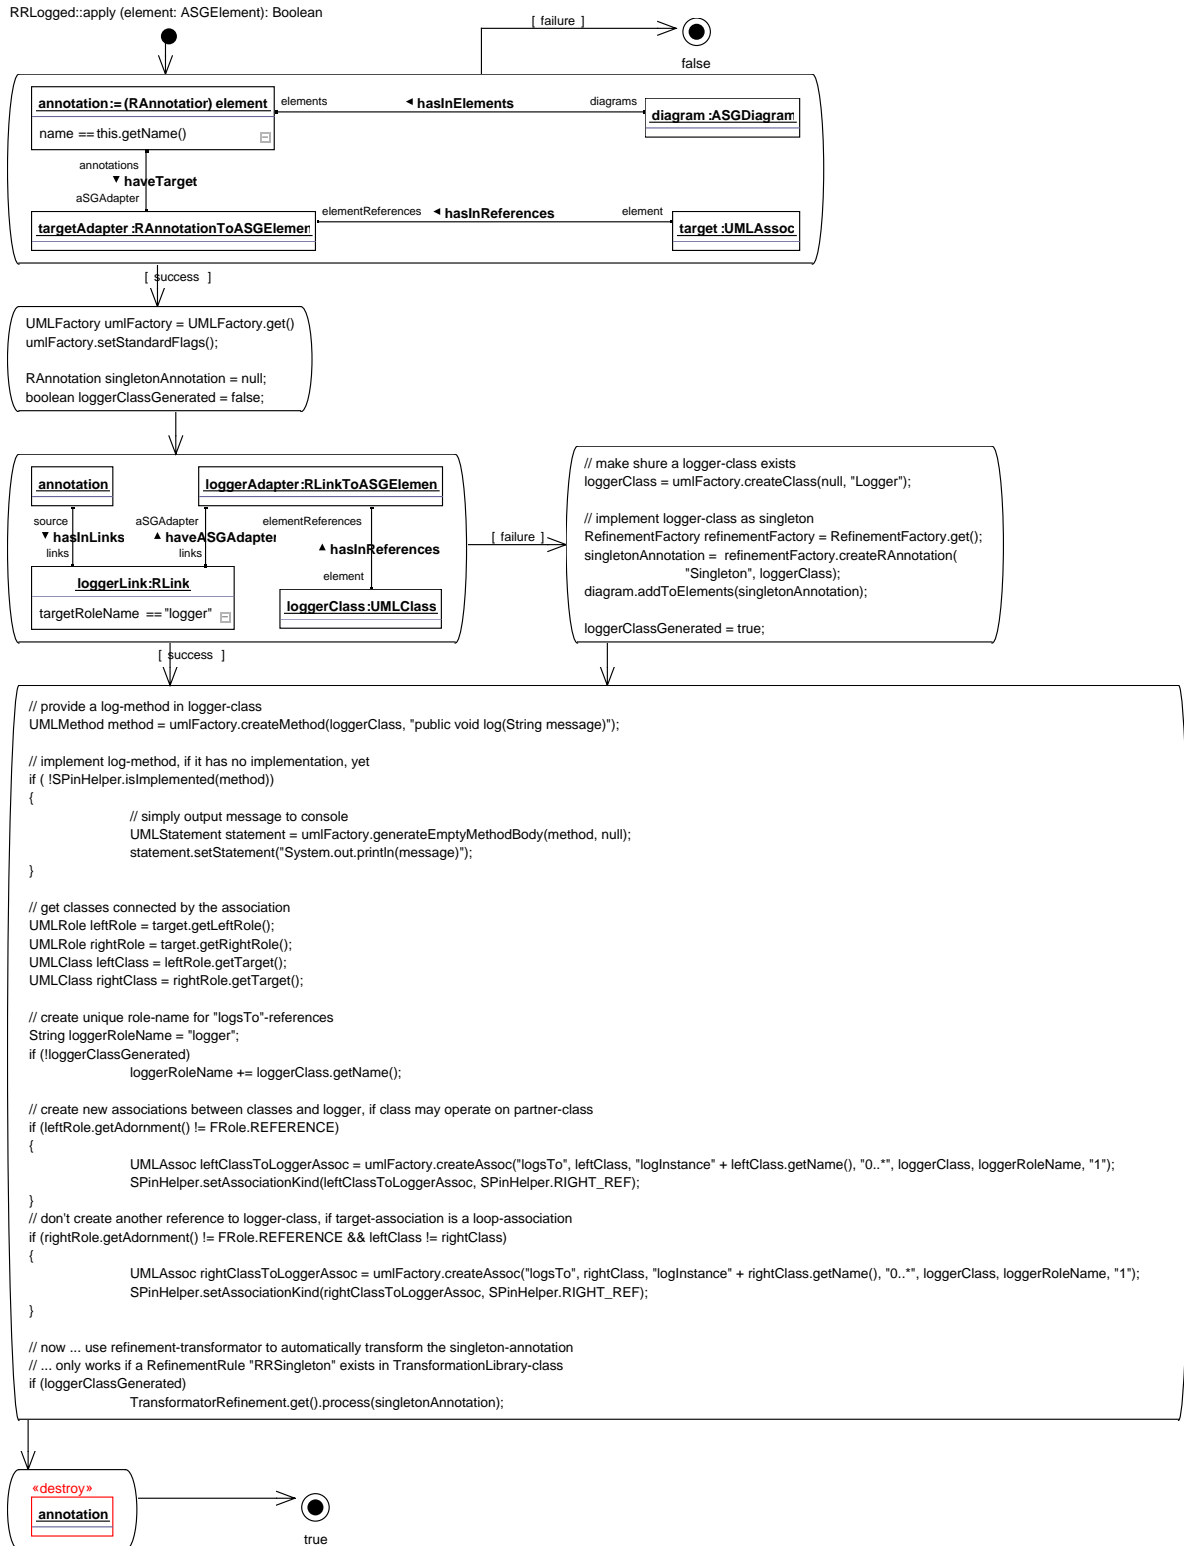 RRLogged::apply (element: ASGElement): Boolean
[ failure ]
false
annotation:= (RAnnotatior) element
name ==this.getName()
elements
◄ hasInElements
diagrams
diagram :ASGDiagram
annotations
▼ haveTarget
aSGAdapter
targetAdapter :RAnnotationToASGElemen
elementReferences
◄ hasInReferences
element
target :UMLAssoc
[ success ]
UMLFactory umlFactory = UMLFactory.get()
umlFactory.setStandardFlags();
RAnnotation singletonAnnotation = null;
boolean loggerClassGenerated = false;
annotation
loggerAdapter:RLinkToASGElemen
source
▼ hasInLinks
links
aSGAdapter
▲ haveASGAdapter
links
elementReferences
▲ hasInReferences
element
loggerLink:RLink
targetRoleName =="logger"
loggerClass:UMLClass
[ failure ]
// make shure a logger-class exists
loggerClass = umlFactory.createClass(null, "Logger");
// implement logger-class as singleton
RefinementFactory refinementFactory = RefinementFactory.get();
singletonAnnotation = refinementFactory.createRAnnotation(
"Singleton", loggerClass);
diagram.addToElements(singletonAnnotation);
loggerClassGenerated = true;
[ success ]
// provide a log-method in logger-class
UMLMethod method = umlFactory.createMethod(loggerClass, "public void log(String message)");
// implement log-method, if it has no implementation, yet
if ( !SPinHelper.isImplemented(method))
{
// simply output message to console
UMLStatement statement = umlFactory.generateEmptyMethodBody(method, null);
statement.setStatement("System.out.println(message)");
}
// get classes connected by the association
UMLRole leftRole = target.getLeftRole();
UMLRole rightRole = target.getRightRole();
UMLClass leftClass = leftRole.getTarget();
UMLClass rightClass = rightRole.getTarget();
// create unique role-name for "logsTo"-references
String loggerRoleName = "logger";
if (!loggerClassGenerated)
loggerRoleName += loggerClass.getName();
// create new associations between classes and logger, if class may operate on partner-class
if (leftRole.getAdornment() != FRole.REFERENCE)
{
UMLAssoc leftClassToLoggerAssoc = umlFactory.createAssoc("logsTo", leftClass, "logInstance" + leftClass.getName(), "0..*", loggerClass, loggerRoleName, "1");
SPinHelper.setAssociationKind(leftClassToLoggerAssoc, SPinHelper.RIGHT_REF);
}
// don't create another reference to logger-class, if target-association is a loop-association
if (rightRole.getAdornment() != FRole.REFERENCE && leftClass != rightClass)
{
UMLAssoc rightClassToLoggerAssoc = umlFactory.createAssoc("logsTo", rightClass, "logInstance" + rightClass.getName(), "0..*", loggerClass, loggerRoleName, "1");
SPinHelper.setAssociationKind(rightClassToLoggerAssoc, SPinHelper.RIGHT_REF);
}
// now ... use refinement-transformator to automatically transform the singleton-annotation
// ... only works if a RefinementRule "RRSingleton" exists in TransformationLibrary-class
if (loggerClassGenerated)
TransformatorRefinement.get().process(singletonAnnotation);
«destroy»
annotation
true